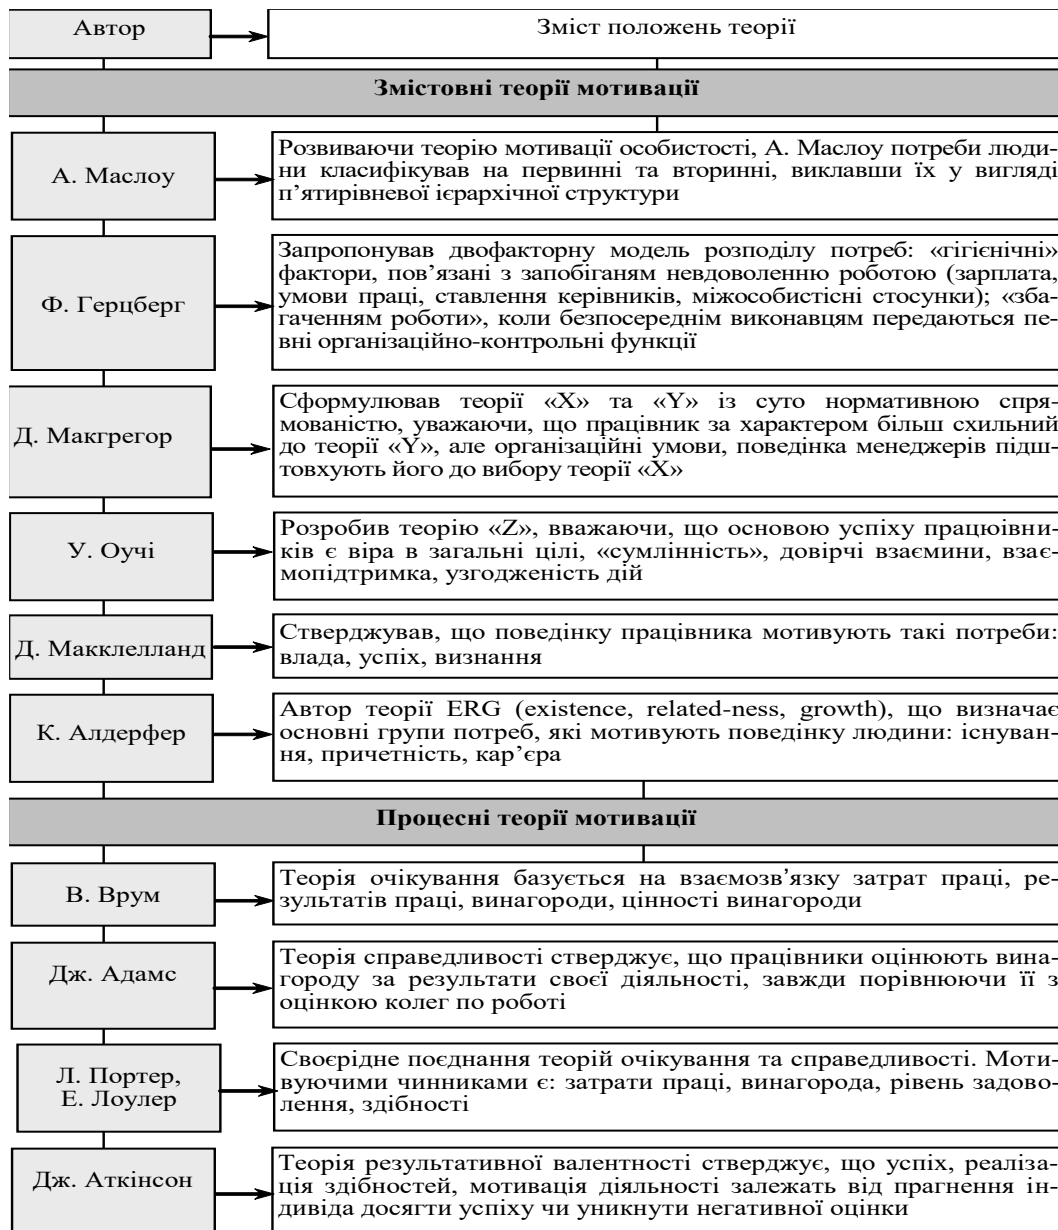 Автор
Зміст положень теорії
Змістовні теорії мотивації
А. Маслоу
Розвиваючи теорію мотивації особистості, А. Маслоу потреби люди-
ни класифікував на первинні та вторинні, виклавши їх у вигляді
п’ятирівневої ієрархічної структури
Ф. Герцберг
Запропонував двофакторну модель розподілу потреб: «гігієнічні»
фактори, пов’язані з запобіганям невдоволенню роботою (зарплата,
умови праці, ставлення керівників, міжособистісні стосунки); «зба-
гаченням роботи», коли безпосереднім виконавцям передаються пе-
вні організаційно-контрольні функції
Д. Макгрегор
Сформулював теорії «X» та «Y» із суто нормативною спря-
мованістю, уважаючи, що працівник за характером більш схильний
до теорії «Y», але організаційні умови, поведінка менеджерів підш-
товхують його до вибору теорії «X»
У. Оучі
Розробив теорію «Z», вважаючи, що основою успіху працюівни-
ків є віра в загальні цілі, «сумлінність», довірчі взаємини, взає-
мопідтримка, узгодженість дій
Д. Макклелланд
Стверджував, що поведінку працівника мотивують такі потреби:
влада, успіх, визнання
К. Алдерфер
Автор теорії ERG (existence, related-ness, growth), що визначає
основні групи потреб, які мотивують поведінку людини: існуван-
ня, причетність, кар’єра
Процесні теорії мотивації
В. Врум
Теорія очікування базується на взаємозв'язку затрат праці, ре-
зультатів праці, винагороди, цінності винагороди
Дж. Адамс
Теорія справедливості стверджує, що працівники оцінюють вина-
городу за результати своєї діяльності, завжди порівнюючи її з
оцінкою колег по роботі
Л. Портер,
Е. Лоулер
Своєрідне поєднання теорій очікування та справедливості. Моти-
вуючими чинниками є: затрати праці, винагорода, рівень задово-
лення, здібності
Дж. Аткінсон
Теорія результативної валентності стверджує, що успіх, реаліза-
ція здібностей, мотивація діяльності залежать від прагнення ін-
дивіда досягти успіху чи уникнути негативної оцінки